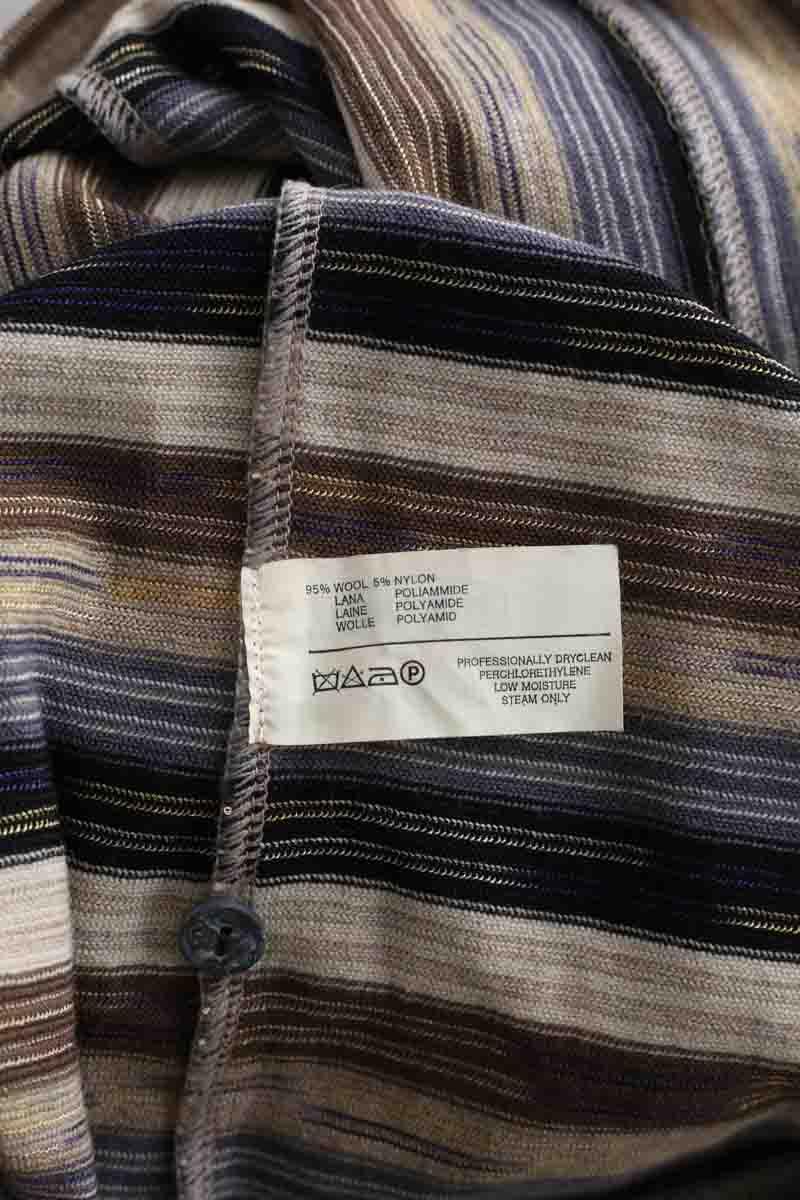 95% WOOL 5% NYLON
LANA POLIAMMIDE
LAINE POLYAMIDE
WOLLE POLYAMID
P
PROFESSIONALLY DRYCLEAN
PERCHLORETHYLENE
LOW MOISTURE
STEAM ONLY